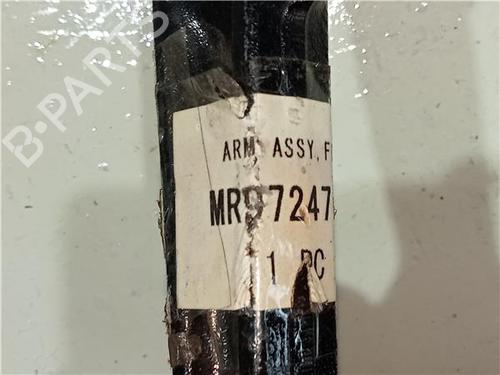 B-PARTS
ARM, ASSY, F
MR97247
1 PC